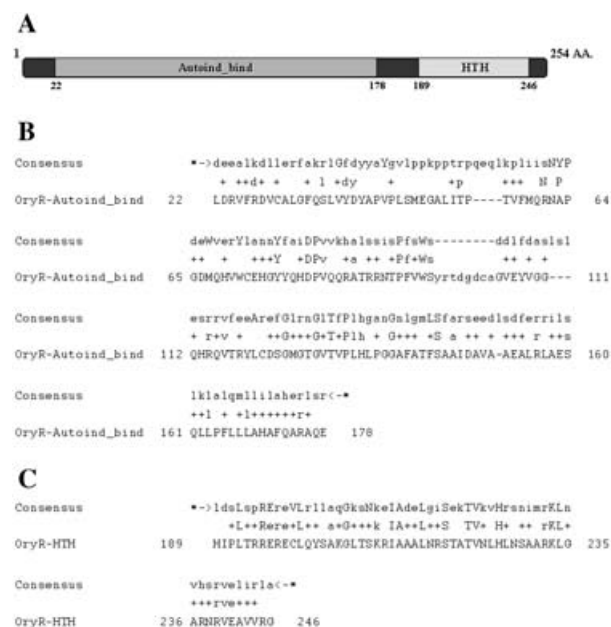 A
1
254 AA.
Autoind_bind
HTH
22
178
189
246
B
Consensus *->deealkdllerfakrlGfdyyaYgvlppkpptrpqeqlkpliisNYP
+ ++d+ + + l +dy + +p +++ N P
OryR-Autoind_bind 22 LDRVFRDVCALGFQSLVYDYAPVPLSMEGALITP----TVFMQRNAP 64
Consensus deWverYlannYfaiDPvvkhalssisPfsWs--------ddlfdaslsl
++ + +++Y +DPv +a ++ +Pf+Ws ++ + +
OryR-Autoind_bind 65 GDMQHVWCEHGYYQHDPVQQRATRRNTPFVWSyrtdgdcaGVEYVGG--- 111
Consensus esrrvfeeArefGlrnGlTfPlhganGnlgmLSfarseedlsdferrils
+ r+v + ++G+++G+T+Plh + G+++ +S a ++ + +++ r ++s
OryR-Autoind_bind 112 QHRQVTRYLCDSGMGTGVTVPLHLPGGAFATFSAAIDAVA-AEALRLAES 160
Consensus lklalqmllilaherlsr<-*
++l + +l++++++r+
OryR-Autoind_bind 161 QLLPFLLLAHAFQARAQE 178
C
Consensus *->ldsLspREreVLrllaqGksNkeIAdeLgiSekTVkvHrsnimrKLn
+L++Rere+L++ a+G+++k IA++L++S TV+ H+ ++ rKL+
OryR-HTH 189 HIPLTRRERECLQYSAKGLTSKRIAAALNRSTATVNLHLNSAARKLG 235
Consensus vhsrvelirla<-*
+++rve+++
OryR-HTH 236 ARNRVEAVVRG 246